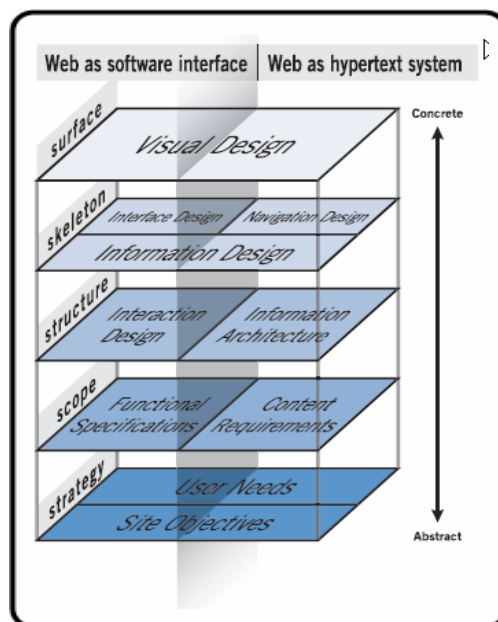 Web as software interface
Web as hypertext system
Concrete
surface
Visual Design
skeleton
Interface Design
Navigation Design
Information Design
structure
Interaction
Design
Information
Architecture
scope
Functional
Specifications
Content
Requirements
strategy
User Needs
Site Objectives
Abstract